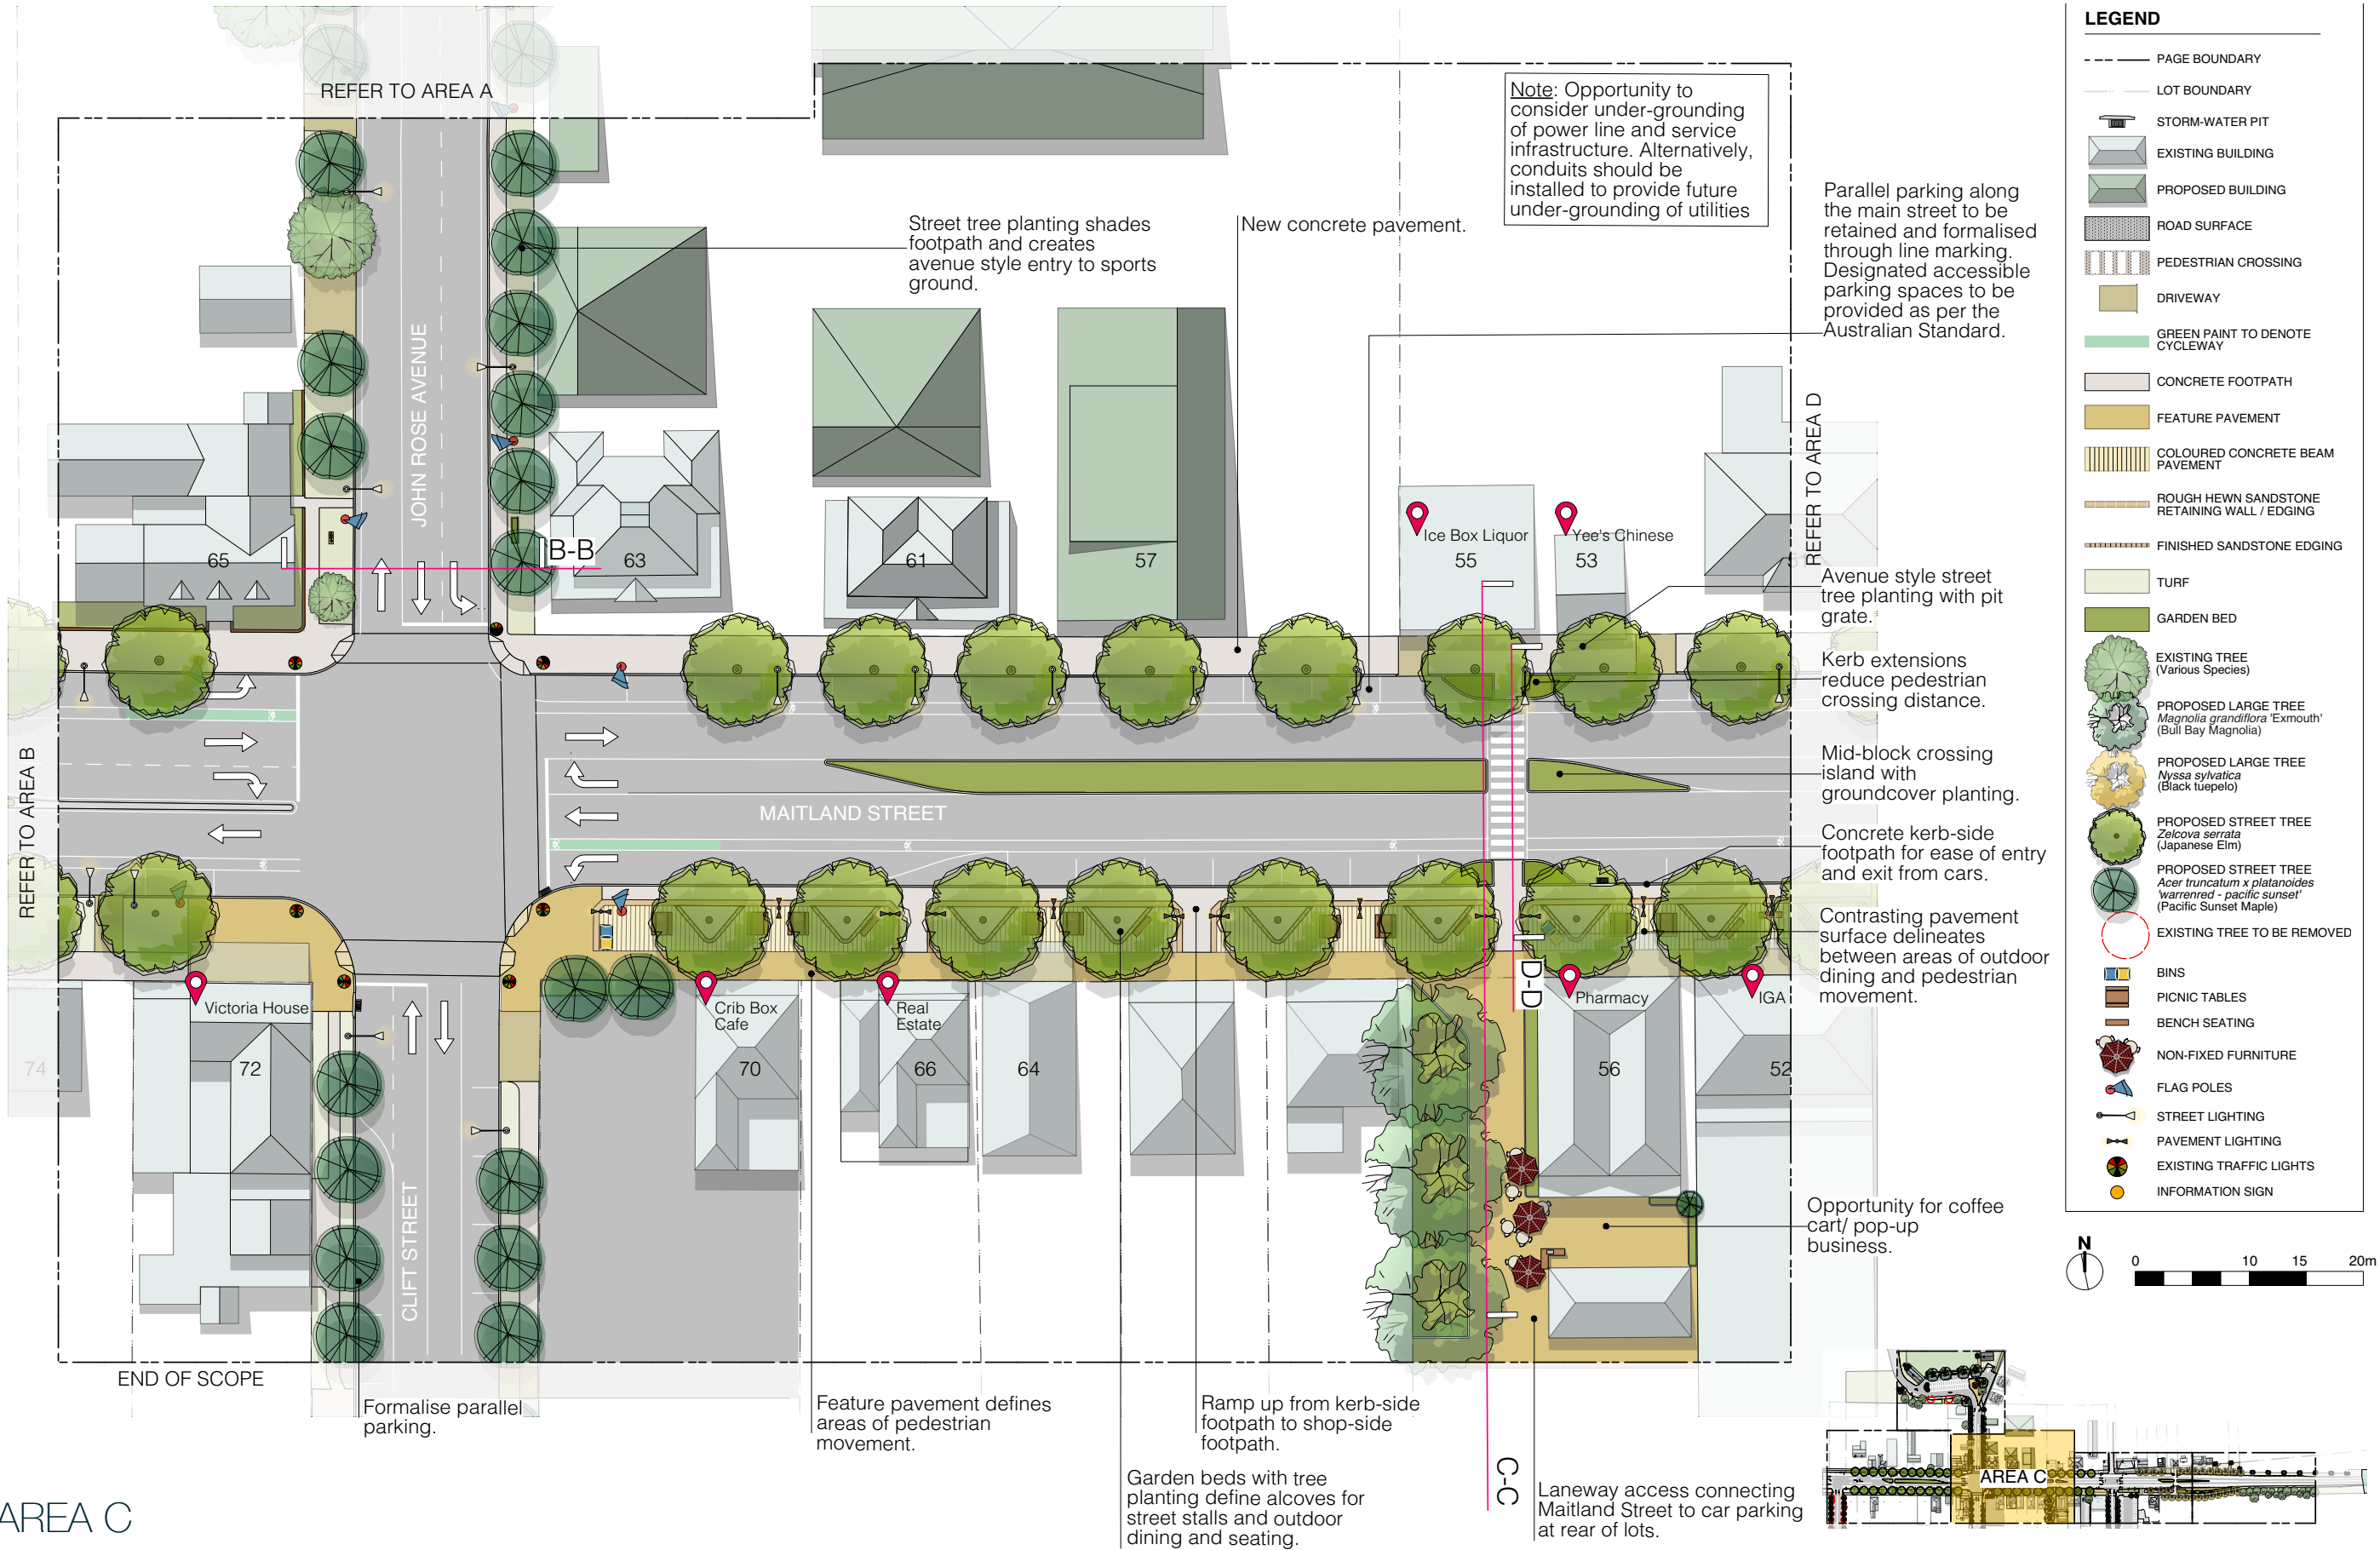 REFER TO AREA A
Note: Opportunity to
consider under-grounding
of power line and service
infrastructure. Alternatively,
conduits should be
installed to provide future
under-grounding of utilities
Street tree planting shades
footpath and creates
avenue style entry to sports
ground.
New concrete pavement.
Parallel parking along
the main street to be
retained and formalised
through line marking.
Designated accessible
parking spaces to be
provided as per the
Australian Standard.
JOHN ROSE AVENUE
REFER TO AREA D
65
B-B
63
61
57
Ice Box Liquor
55
Yee's Chinese
53
51
Avenue style street
tree planting with pit
grate.
Kerb extensions
reduce pedestrian
crossing distance.
Mid-block crossing
island with
groundcover planting.
MAITLAND STREET
REFER TO AREA B
Concrete kerb-side
footpath for ease of entry
and exit from cars.
Contrasting pavement
surface delineates
between areas of outdoor
dining and pedestrian
movement.
Victoria House
Crib Box
Cafe
Real
Estate
D-D
Pharmacy
IGA
74
72
70
66
64
56
52
CLIFT STREET
Opportunity for coffee
cart/ pop-up
business.
END OF SCOPE
Formalise parallel
parking.
Feature pavement defines
areas of pedestrian
movement.
Ramp up from kerb-side
footpath to shop-side
footpath.
Garden beds with tree
planting define alcoves for
street stalls and outdoor
dining and seating.
C-C
Laneway access connecting
Maitland Street to car parking
at rear of lots.
AREA C
LEGEND
PAGE BOUNDARY
LOT BOUNDARY
STORM-WATER PIT
EXISTING BUILDING
PROPOSED BUILDING
ROAD SURFACE
PEDESTRIAN CROSSING
DRIVEWAY
GREEN PAINT TO DENOTE
CYCLEWAY
CONCRETE FOOTPATH
FEATURE PAVEMENT
COLOURED CONCRETE BEAM
PAVEMENT
ROUGH HEWN SANDSTONE
RETAINING WALL / EDGING
FINISHED SANDSTONE EDGING
TURF
GARDEN BED
EXISTING TREE
(Various Species)
PROPOSED LARGE TREE
Magnolia grandiflora 'Exmouth'
(Bull Bay Magnolia)
PROPOSED LARGE TREE
Nyssa sylvatica
(Black tuepelo)
PROPOSED STREET TREE
Zelcova serrata
(Japanese Elm)
PROPOSED STREET TREE
Acer truncatum x platanoides
'warrenred - pacific sunset'
(Pacific Sunset Maple)
EXISTING TREE TO BE REMOVED
BINS
PICNIC TABLES
BENCH SEATING
NON-FIXED FURNITURE
FLAG POLES
STREET LIGHTING
PAVEMENT LIGHTING
EXISTING TRAFFIC LIGHTS
INFORMATION SIGN
N
0 10 15 20m
AREA C